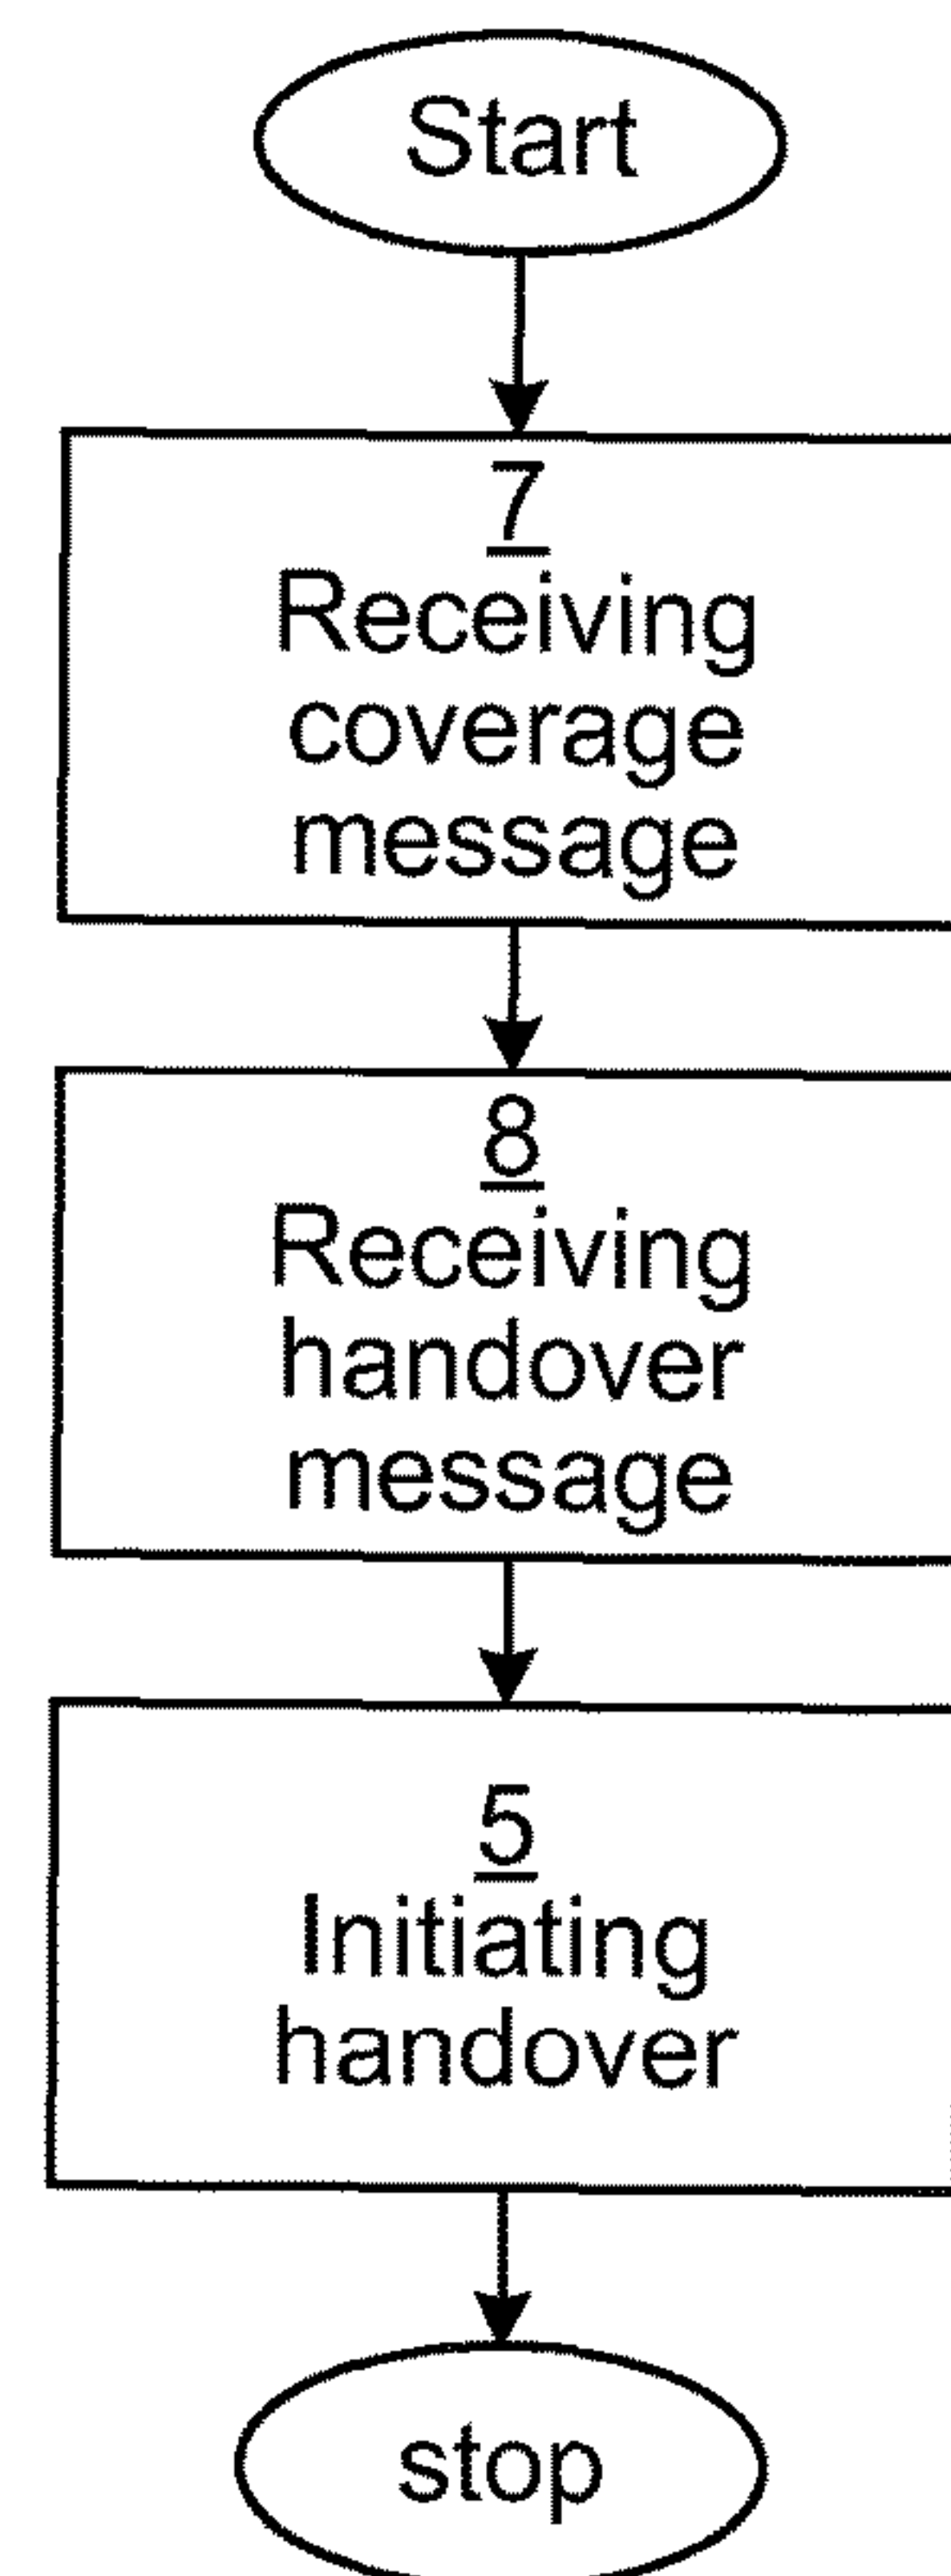 Start
7
Receiving
coverage
message
8
Receiving
handover
message
5
Initiating
handover
stop